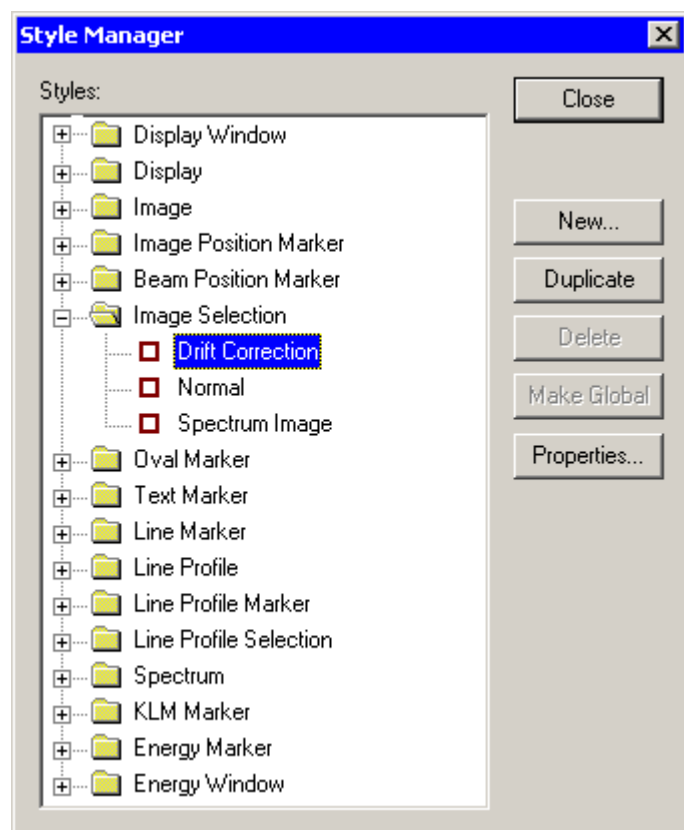 Style Manager
Styles:
Display Window
Display
Image
Image Position Marker
Beam Position Marker
Image Selection
Drift Correction
Normal
Spectrum Image
Oval Marker
Text Marker
Line Marker
Line Profile
Line Profile Marker
Line Profile Selection
Spectrum
KLM Marker
Energy Marker
Energy Window
Close
New...
Duplicate
Delete
Make Global
Properties...